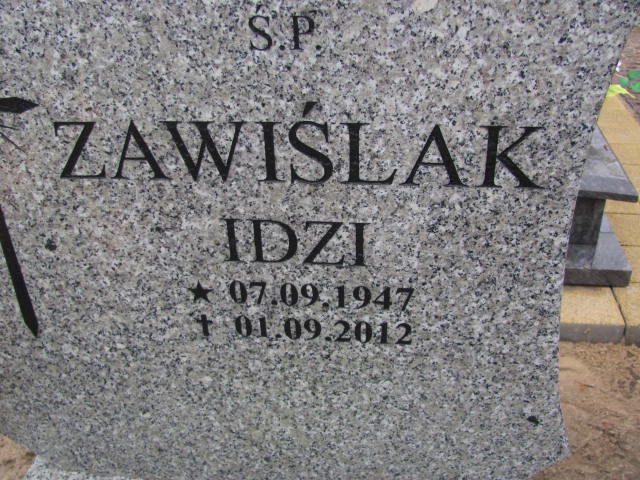 Ś.P.
ZAWIŚLAK
IDZI
★ 07.09.1947
✝ 01.09.2012